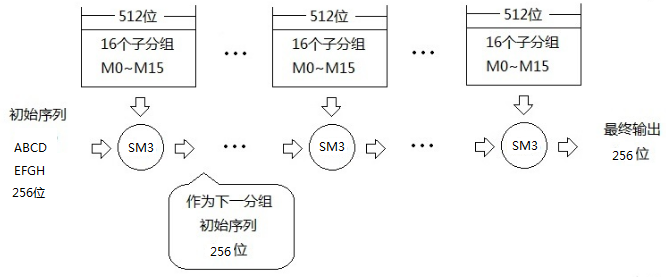 512位
512位
512位
16个子分组
M0~M15
...
16个子分组
M0~M15
...
16个子分组
M0~M15
初始序列
ABCD
EFGH
256位
SM3
...
SM3
...
SM3
最终输出
256位
作为下一分组
初始序列
256位